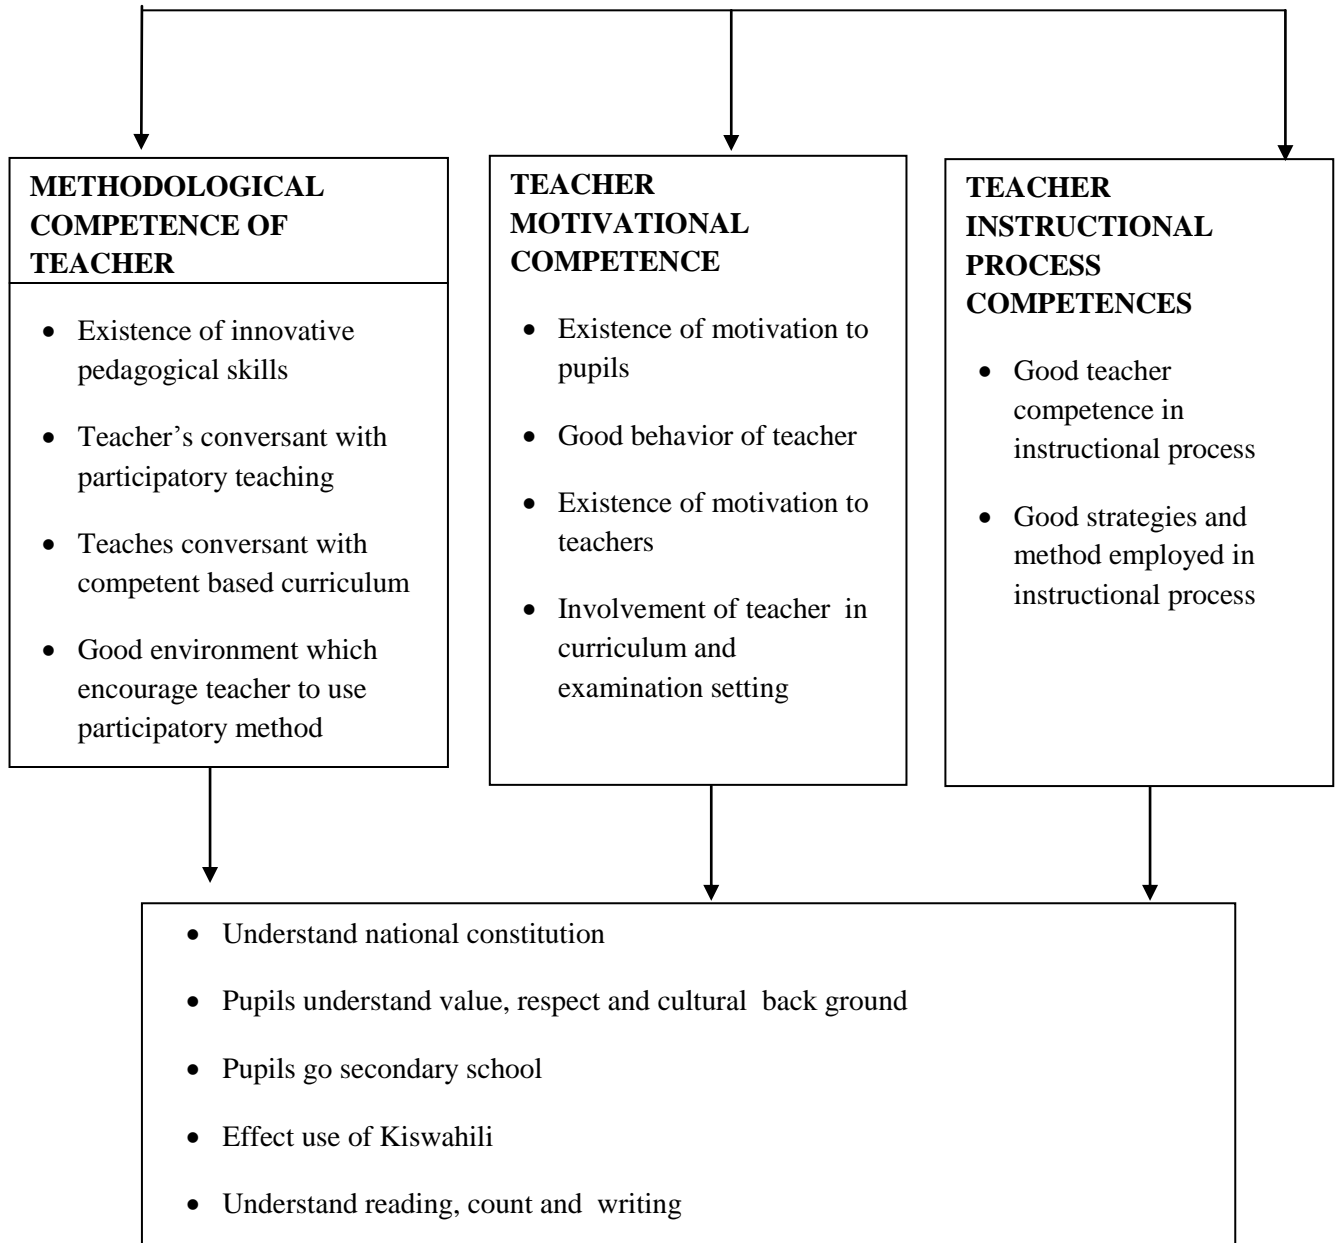 METHODOLOGICAL
COMPETENCE OF
TEACHER
• Existence of innovative
pedagogical skills
• Teacher’s conversant with
participatory teaching
• Teaches conversant with
competent based curriculum
• Good environment which
encourage teacher to use
participatory method
TEACHER
MOTIVATIONAL
COMPETENCE
• Existence of motivation to
pupils
• Good behavior of teacher
• Existence of motivation to
teachers
• Involvement of teacher in
curriculum and
examination setting
TEACHER
INSTRUCTIONAL
PROCESS
COMPETENCES
• Good teacher
competence in
instructional process
• Good strategies and
method employed in
instructional process
• Understand national constitution
• Pupils understand value, respect and cultural back ground
• Pupils go secondary school
• Effect use of Kiswahili
• Understand reading, count and writing